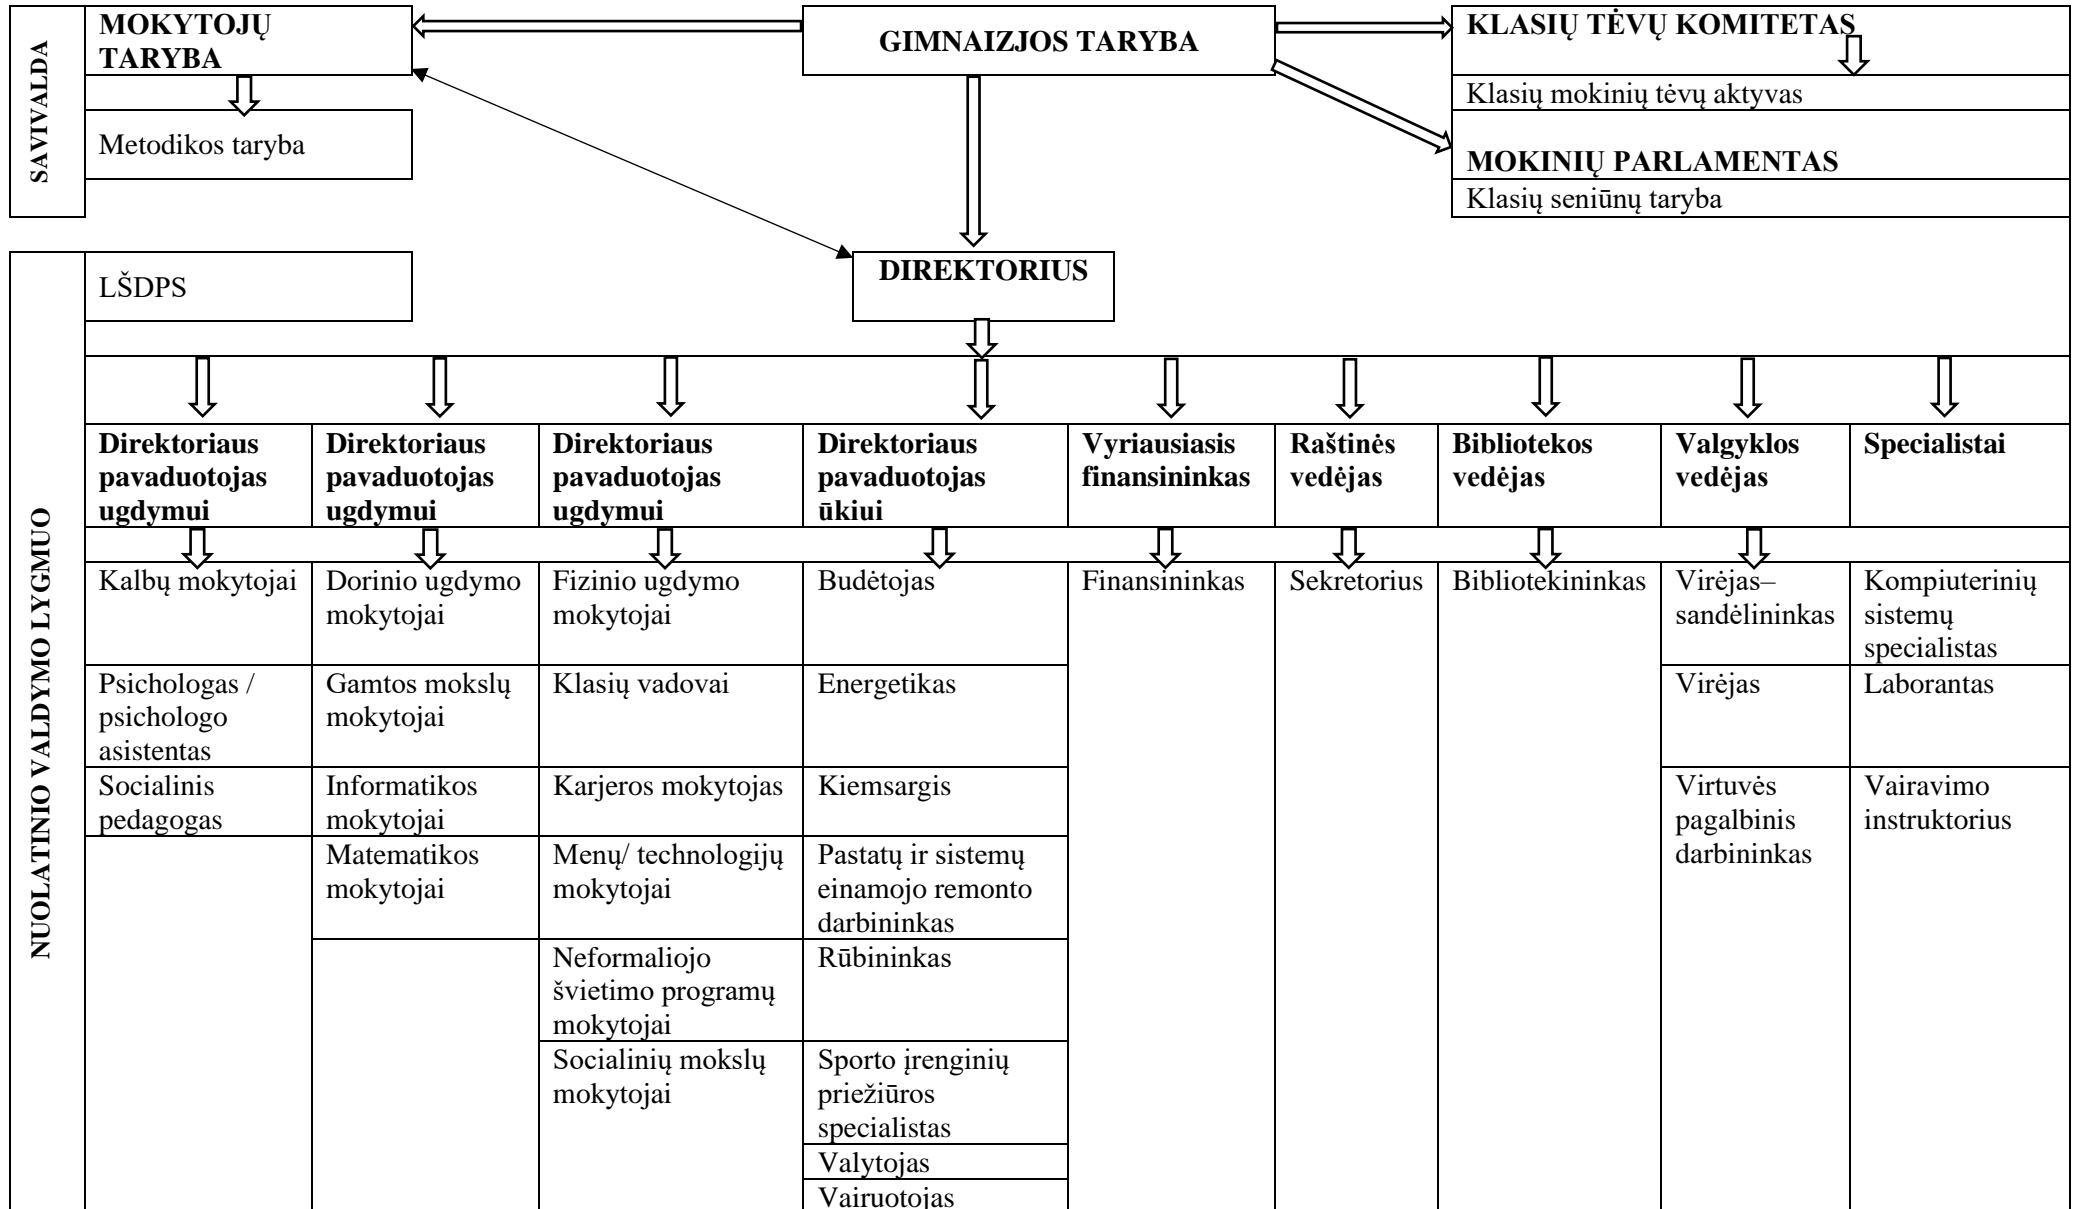 SAVIVALDA
MOKYTOJŲ
TARYBA
GIMNAIZJOS TARYBA
KLASIŲ TĖVŲ KOMITETAS
Klasių mokinių tėvų aktyvas
Metodikos taryba
MOKINIŲ PARLAMENTAS
Klasių seniūnų taryba
NUOLATINIO VALDYMO LYGMUO
LŠDPS
DIREKTORIUS
Direktoriaus
pavaduotojas
ugdymui
Direktoriaus
pavaduotojas
ugdymui
Direktoriaus
pavaduotojas
ugdymui
Direktoriaus
pavaduotojas
ūkiui
Vyriausiasis
finansininkas
Raštinės
vedėjas
Bibliotekos
vedėjas
Valgyklos
vedėjas
Specialistai
Kalbų mokytojai
Dorinio ugdymo
mokytojai
Fizinio ugdymo
mokytojai
Budėtojas
Finansininkas
Sekretorius
Bibliotekininkas
Virėjas–
sandėlininkas
Kompiuterinių
sistemų
specialistas
Psichologas /
psichologo
asistentas
Gamtos mokslų
mokytojai
Klasių vadovai
Energetikas
Virėjas
Laborantas
Socialinis
pedagogas
Informatikos
mokytojai
Karjeros mokytojas
Kiemsargis
Virtuvės
pagalbinis
darbininkas
Vairavimo
instruktorius
Matematikos
mokytojai
Menų/ technologijų
mokytojai
Pastatų ir sistemų
einamojo remonto
darbininkas
Neformaliojo
švietimo programų
mokytojai
Rūbininkas
Socialinių mokslų
mokytojai
Sporto įrenginių
priežiūros
specialistas
Valytojas
Vairuotojas